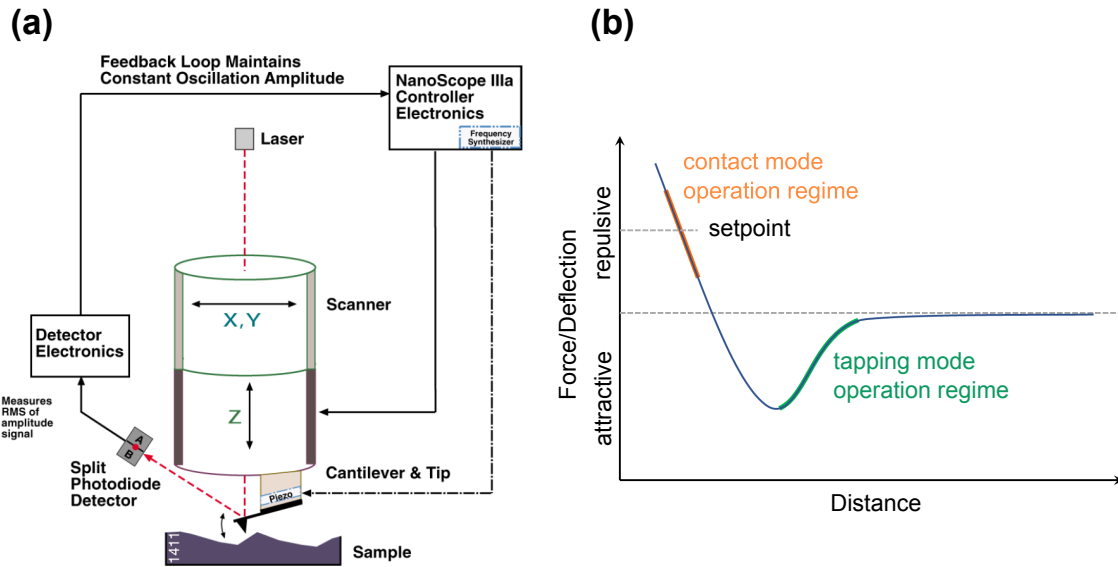 (a)
Feedback Loop Maintains
Constant Oscillation Amplitude
NanoScope IIIa
Controller
Electronics
Frequency
Synthesizer
Laser
Scanner
X,Y
Detector
Electronics
Z
Measures
RMS of
amplitude
signal
A
B
Split
Photodiode
Detector
Cantilever & Tip
Piezo
1411
Sample
(b)
contact mode
operation regime
setpoint
Force/Deflection
repulsive
attractive
tapping mode
operation regime
Distance